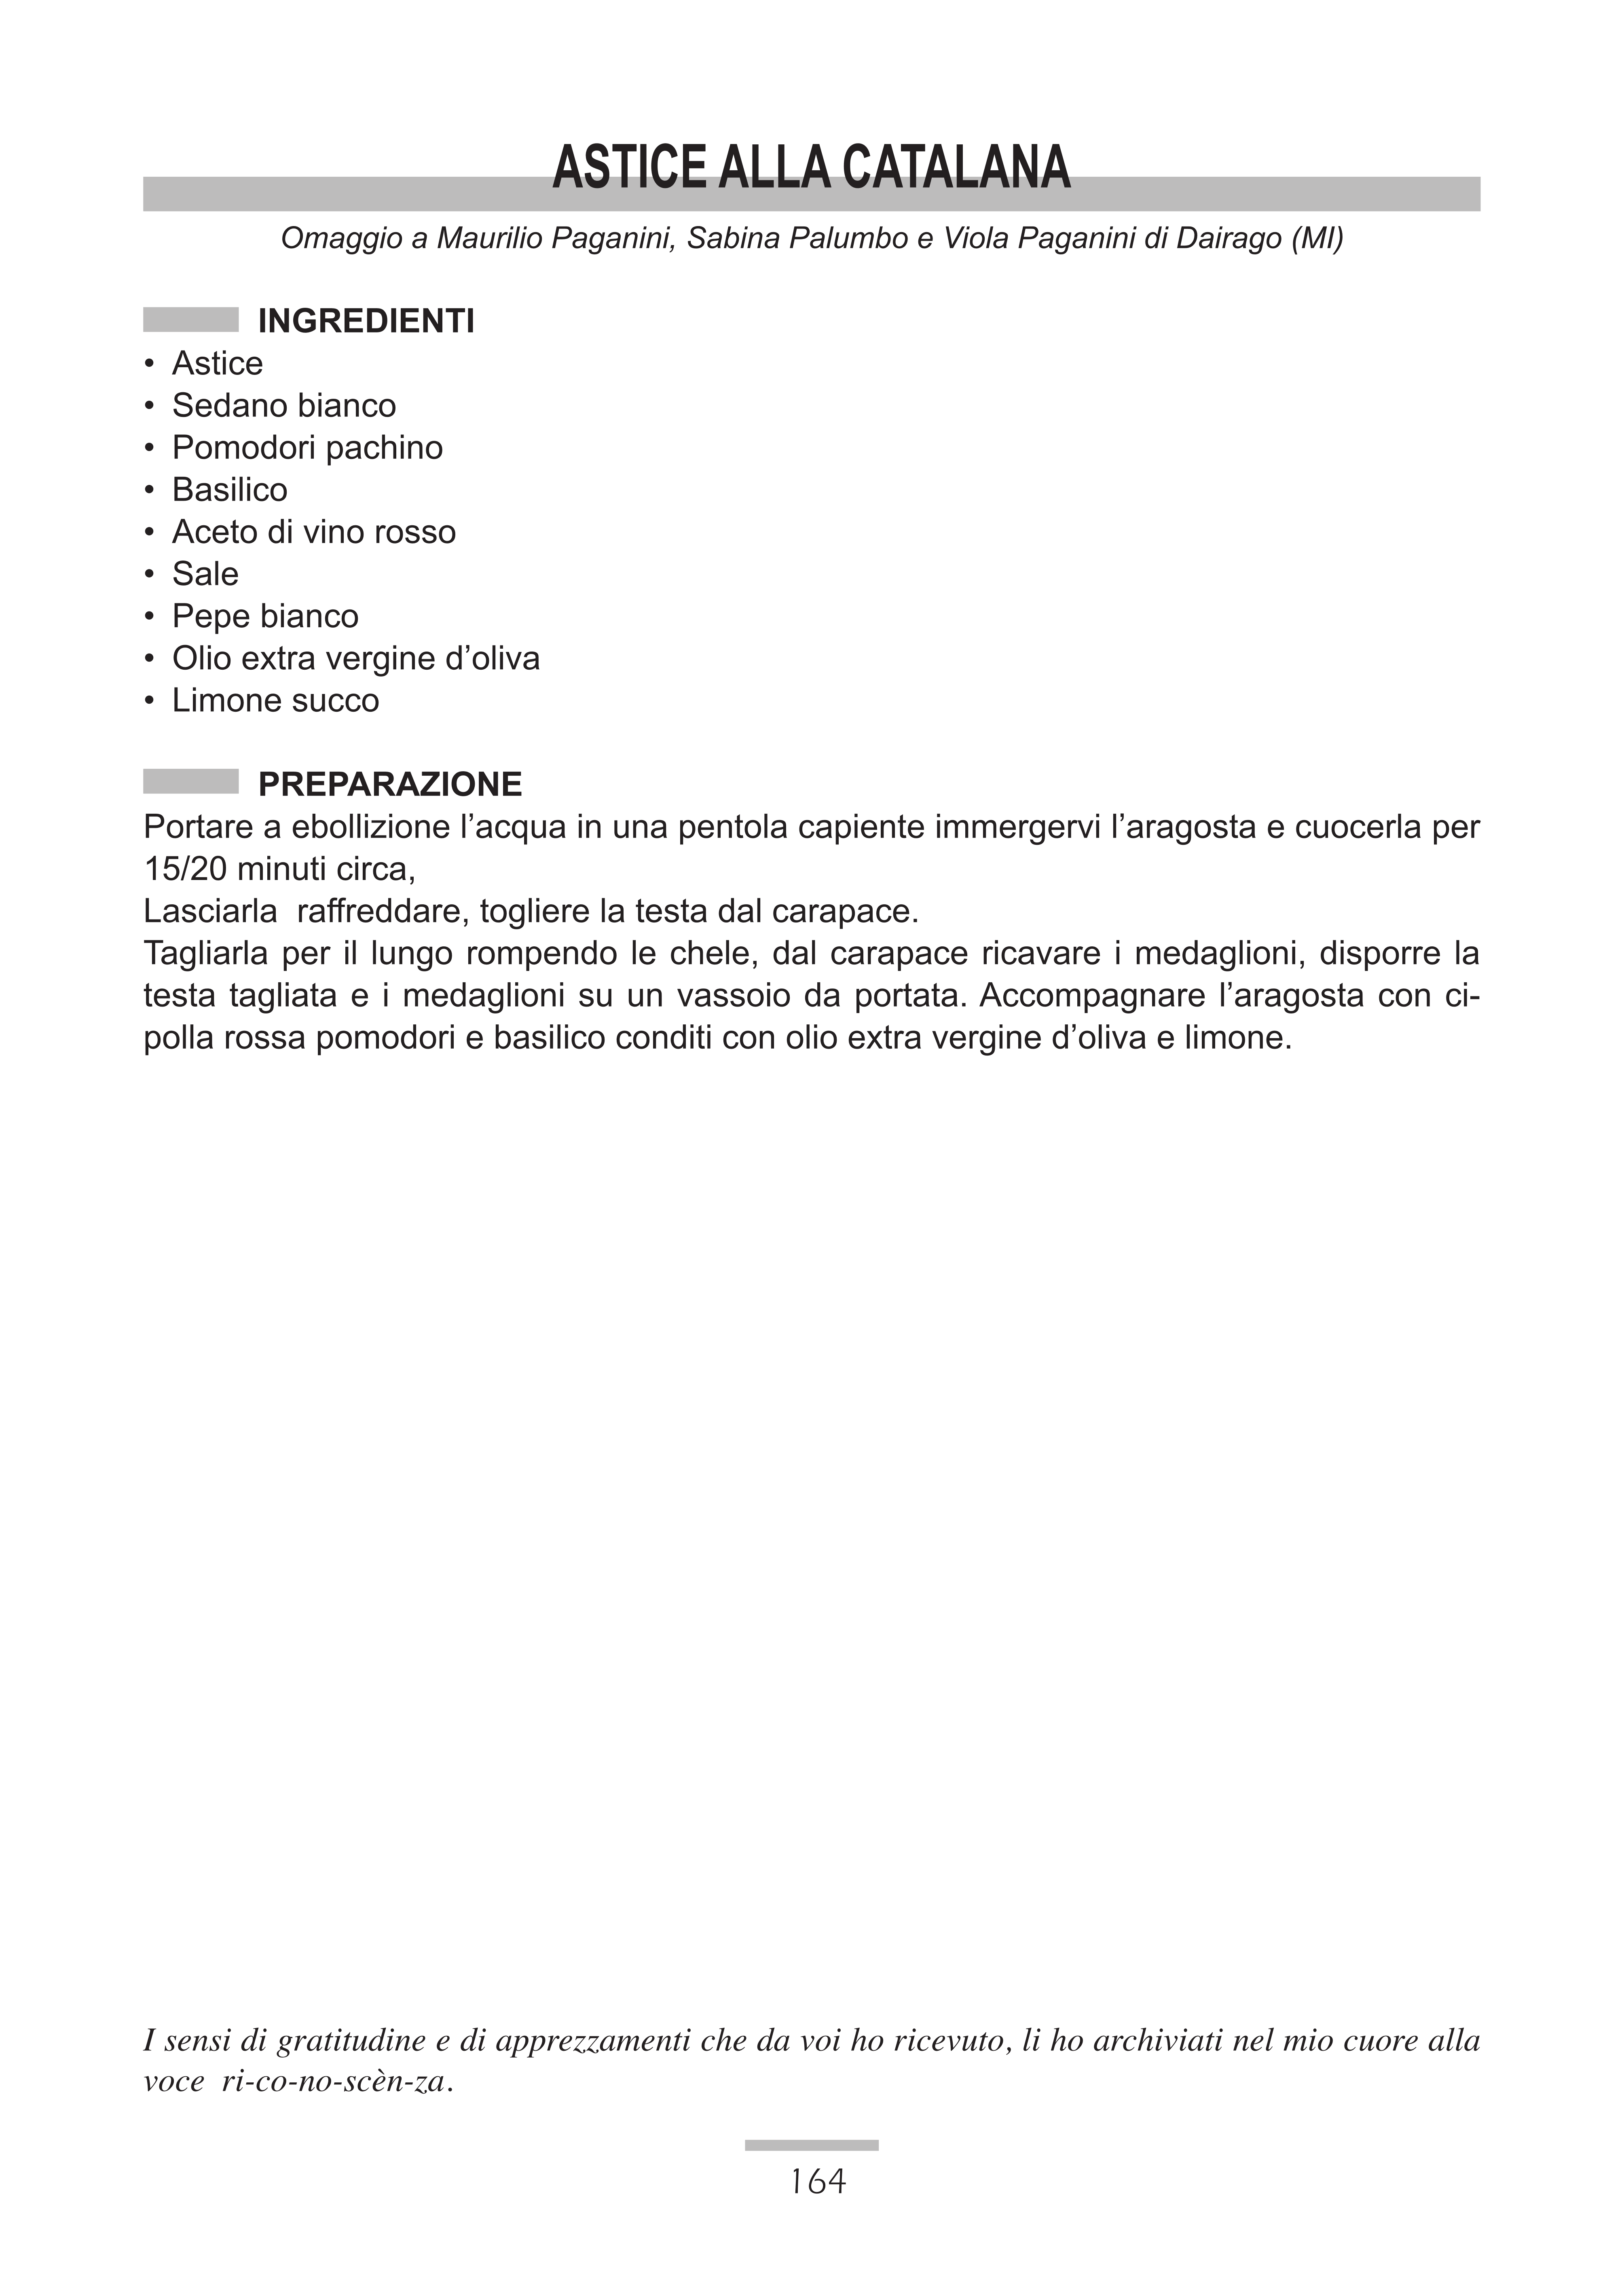 ASTICE ALLA CATALANA
Omaggio a Maurilio Paganini, Sabina Palumbo e Viola Paganini di Dairago (MI)
INGREDIENTI
• Astice
• Sedano bianco
• Pomodori pachino
• Basilico
• Aceto di vino rosso
• Sale
• Pepe bianco
• Olio extra vergine d’oliva
• Limone succo
PREPARAZIONE
Portare a ebollizione l’acqua in una pentola capiente immergervi l’aragosta e cuocerla per
15/20 minuti circa,
Lasciarla  raffreddare, togliere la testa dal carapace.
Tagliarla per il lungo rompendo le chele, dal carapace ricavare i medaglioni, disporre la
testa tagliata e i medaglioni su un vassoio da portata. Accompagnare l’aragosta con ci-
polla rossa pomodori e basilico conditi con olio extra vergine d’oliva e limone.
I sensi di gratitudine e di apprezzamenti che da voi ho ricevuto, li ho archiviati nel mio cuore alla
voce  ri-co-no-scèn-za.
164